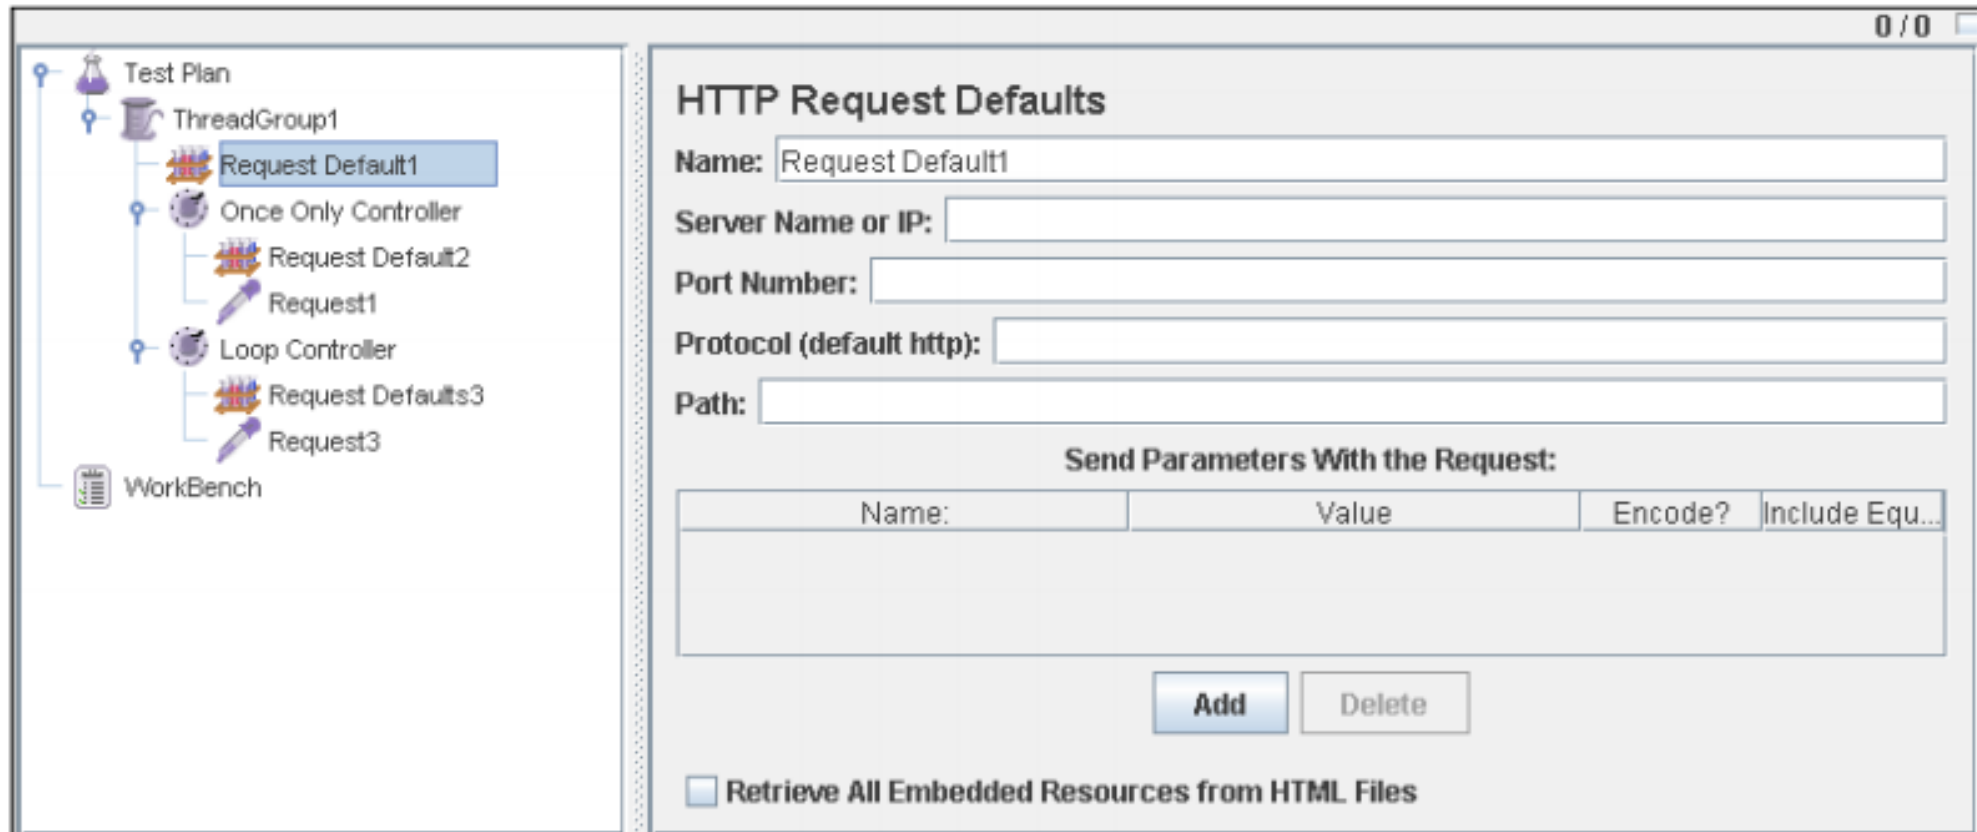 0 / 0
Test Plan
ThreadGroup1
Request Default1
Once Only Controller
Request Default2
Request1
Loop Controller
Request Defaults3
Request3
WorkBench
HTTP Request Defaults
Name: Request Default1
Server Name or IP:
Port Number:
Protocol (default http):
Path:
Send Parameters With the Request:
Name: Value Encode? Include Equ...
Add Delete
Retrieve All Embedded Resources from HTML Files